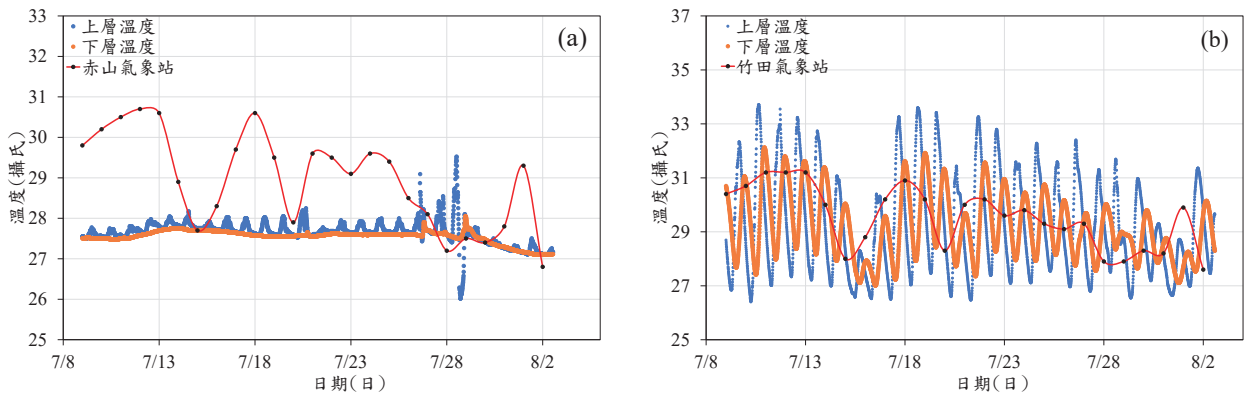 33
32
31
30
29
28
27
26
25
溫度(攝氏)
上層溫度
下層溫度
赤山氣象站
(a)
7/8
7/13
7/18
7/23
7/28
8/2
日期(日)
37
35
33
31
29
27
25
溫度(攝氏)
上層溫度
下層溫度
竹田氣象站
(b)
7/8
7/13
7/18
7/23
7/28
8/2
日期(日)